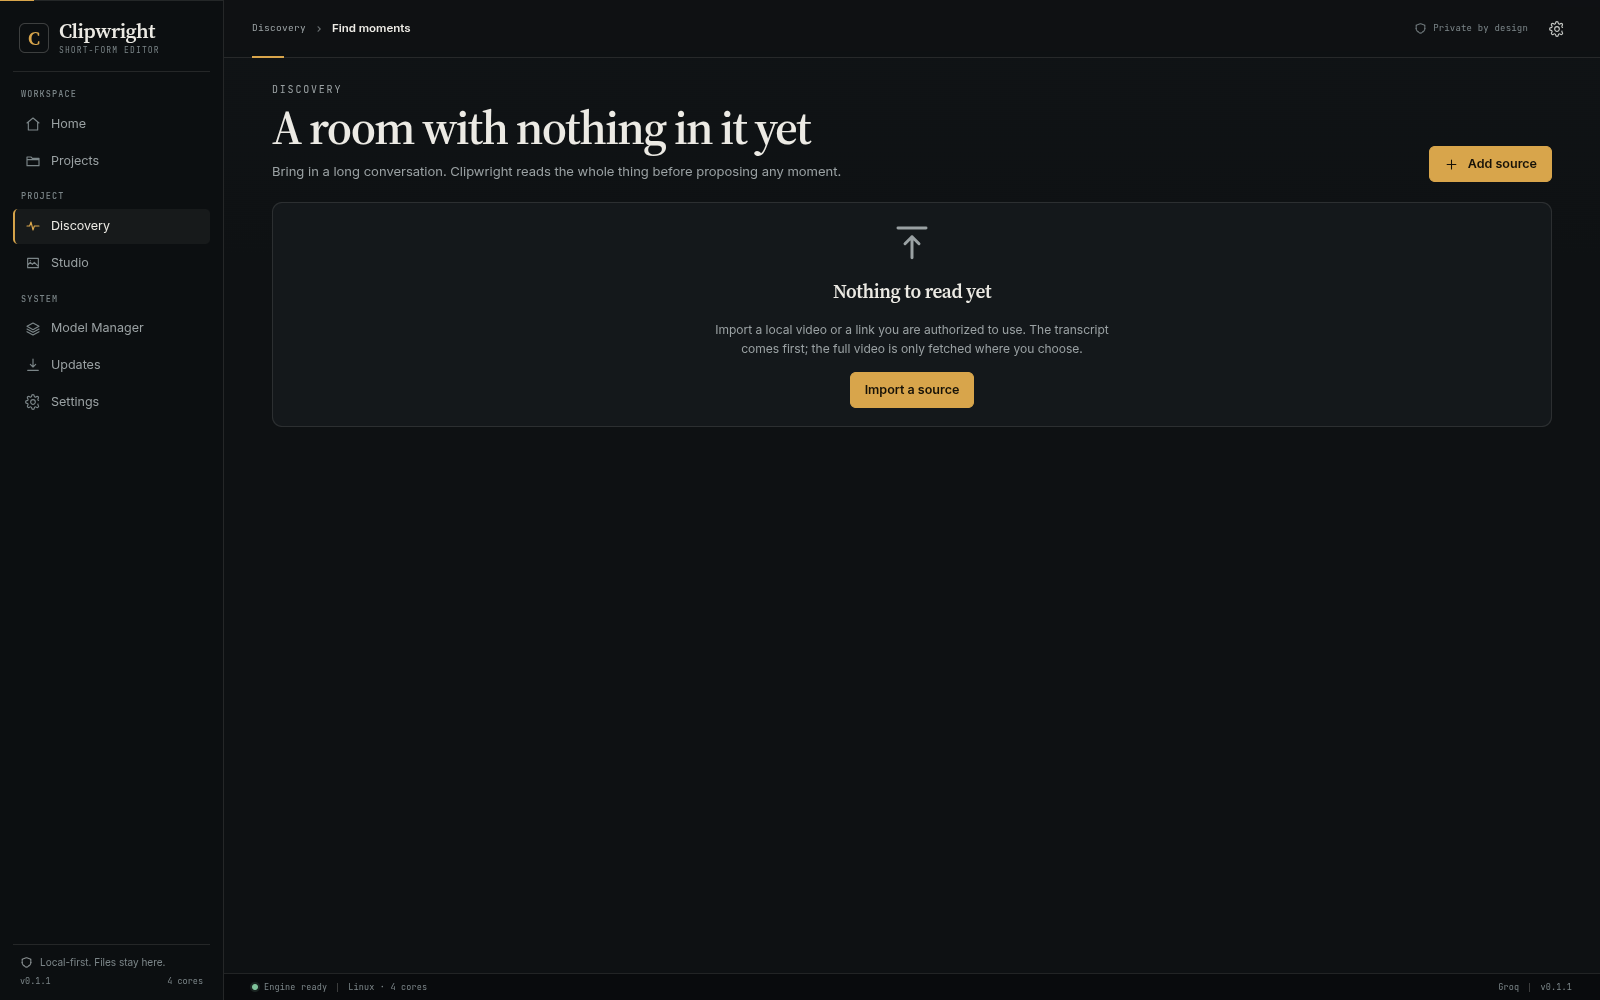 C
Clipwright
SHORT-FORM EDITOR
WORKSPACE
Home
Projects
PROJECT
Discovery
Studio
SYSTEM
Model Manager
Updates
Settings
Local-first. Files stay here.
v0.1.1 4 cores
Discovery › Find moments
Private by design
DISCOVERY
A room with nothing in it yet
Bring in a long conversation. Clipwright reads the whole thing before proposing any moment.
+ Add source
Nothing to read yet
Import a local video or a link you are authorized to use. The transcript
comes first; the full video is only fetched where you choose.
Import a source
Engine ready | Linux · 4 cores
Groq | v0.1.1